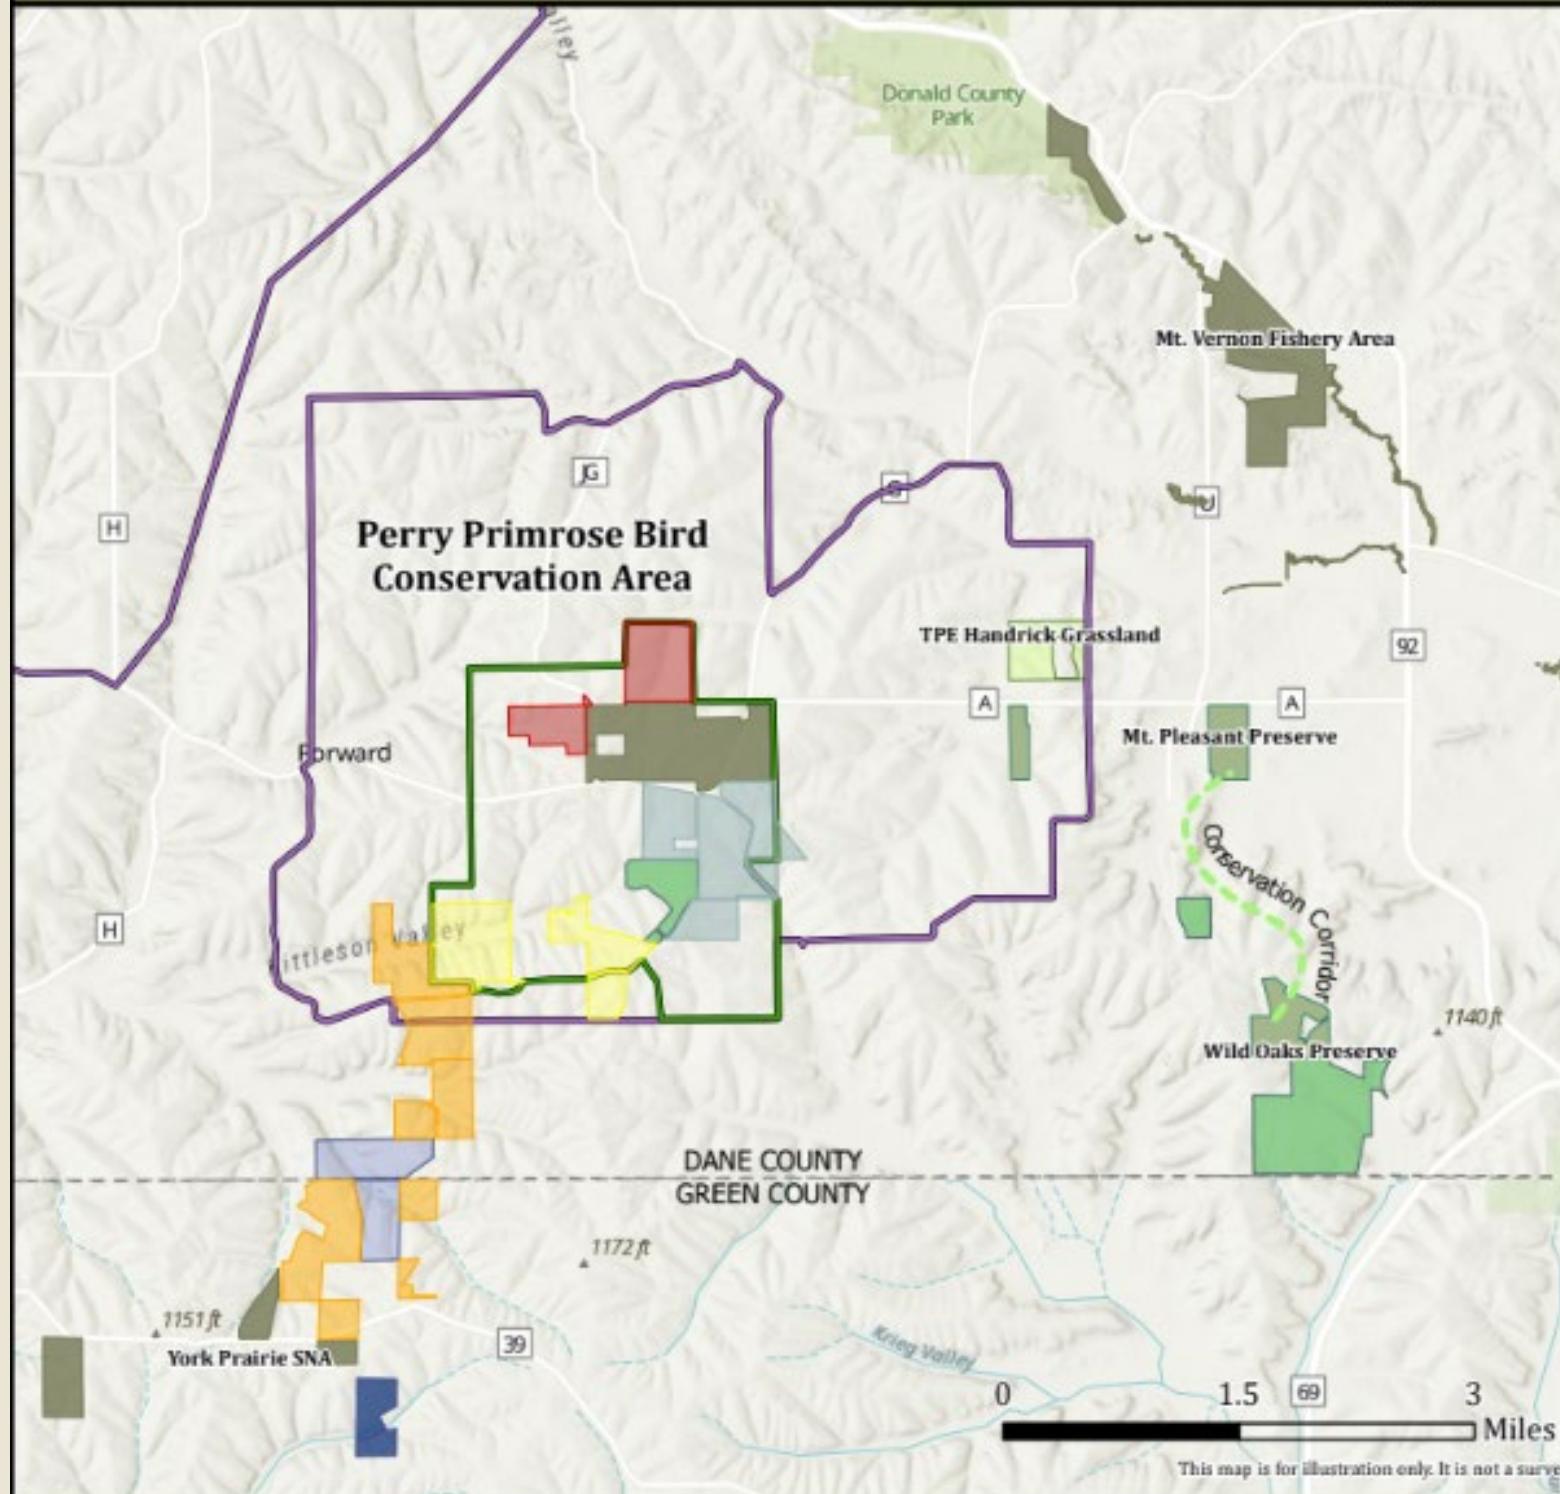 alley
Donald County
Park
Mt. Vernon Fishery Area
JG
G
H
U
Perry Primrose Bird
Conservation Area
TPE Handrick Grassland
92
A
A
Mt. Pleasant Preserve
Forward
Conservation Corridor
H
ittleson Valley
1140 ft
Wild Oaks Preserve
DANE COUNTY
GREEN COUNTY
1172 ft
1151 ft
39
York Prairie SNA
Krieg Valley
69
0 1.5 3
Miles
This map is for illustration only. It is not a surve